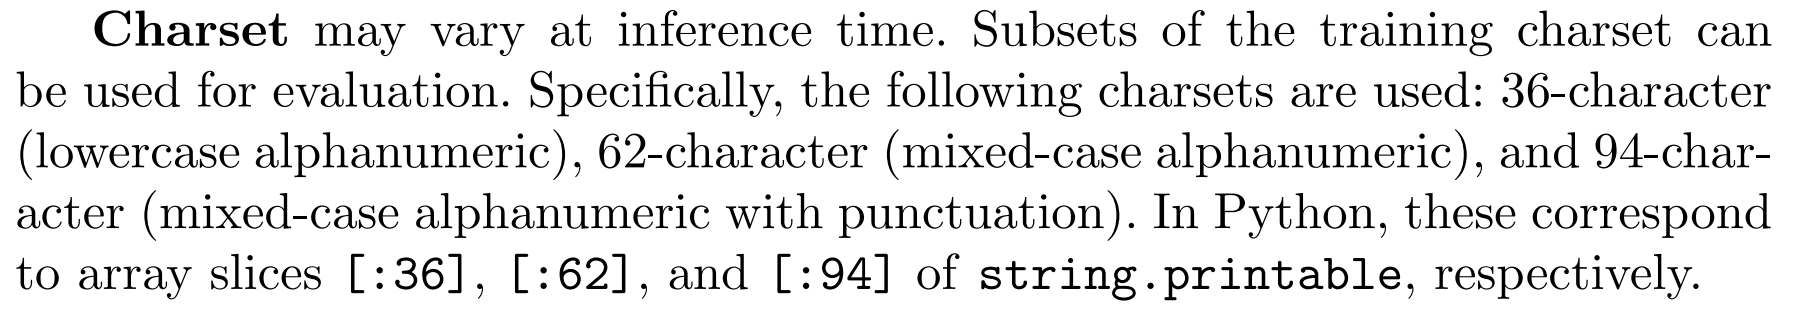 Charset may vary at inference time. Subsets of the training charset can
be used for evaluation. Specifically, the following charsets are used: 36-character
(lowercase alphanumeric), 62-character (mixed-case alphanumeric), and 94-char-
acter (mixed-case alphanumeric with punctuation). In Python, these correspond
to array slices [:36], [:62], and [:94] of string.printable, respectively.